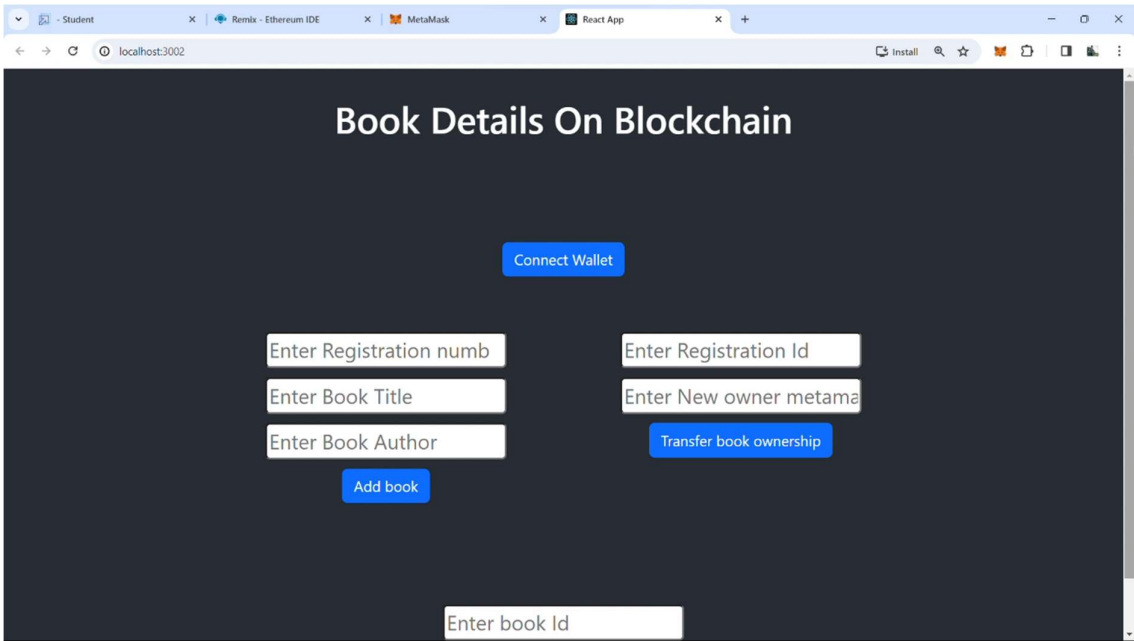 - Student
Remix - Ethereum IDE
MetaMask
React App
localhost:3002
Install
Book Details On Blockchain
Connect Wallet
Enter Registration numb
Enter Book Title
Enter Book Author
Add book
Enter Registration Id
Enter New owner metama
Transfer book ownership
Enter book Id